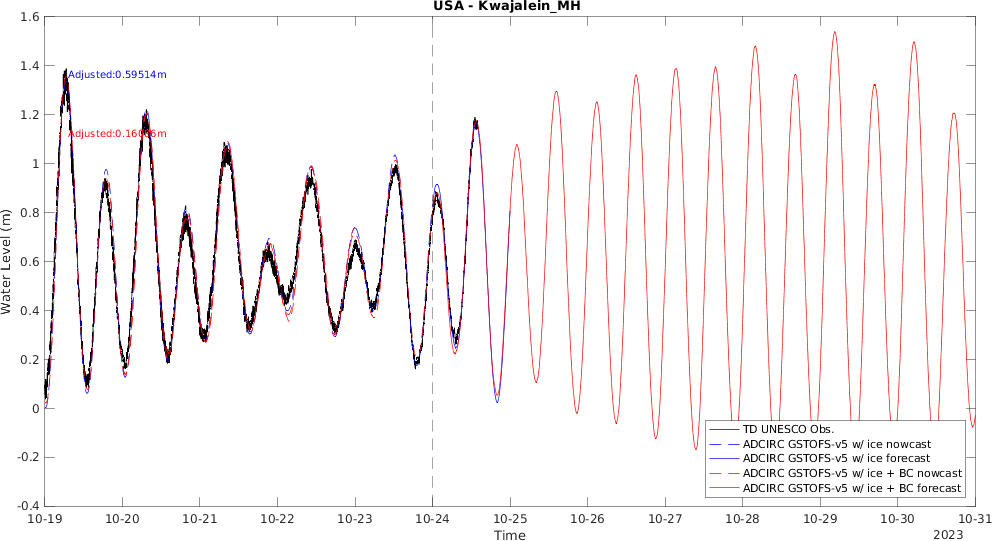 USA - Kwajalein_MH
Water Level (m)
1.6
1.4
1.2
1
0.8
0.6
0.4
0.2
0
-0.2
-0.4
Adjusted:0.59514m
TD UNESCO Obs.
ADCIRC GSTOFS-v5 w/ ice nowcast
ADCIRC GSTOFS-v5 w/ ice forecast
ADCIRC GSTOFS-v5 w/ ice + BC nowcast
ADCIRC GSTOFS-v5 w/ ice + BC forecast
10-19 10-20 10-21 10-22 10-23 10-24 10-25 10-26 10-27 10-28 10-29 10-30 10-31
Time
2023